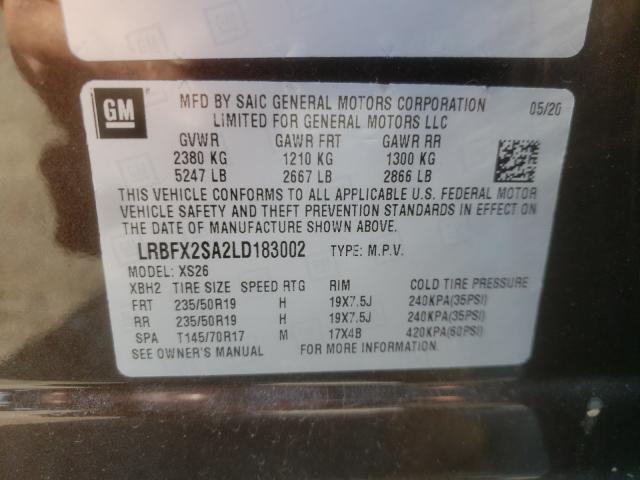 GM
MFD BY SAIC GENERAL MOTORS CORPORATION 05/20
LIMITED FOR GENERAL MOTORS LLC
GVWR GAWR FRT GAWR RR
2380 KG 1210 KG 1300 KG
5247 LB 2667 LB 2866 LB
THIS VEHICLE CONFORMS TO ALL APPLICABLE U.S. FEDERAL MOTOR
VEHICLE SAFETY AND THEFT PREVENTION STANDARDS IN EFFECT ON
THE DATE OF MANUFACTURE SHOWN ABOVE.
LRBFX2SA2LD183002 TYPE: M.P.V.
MODEL: XS26
XBH2 TIRE SIZE SPEED RTG RIM COLD TIRE PRESSURE
FRT 235/50R19 H 19X7.5J 240KPA(35PSI)
RR 235/50R19 H 19X7.5J 240KPA(35PSI)
SPA T145/70R17 M 17X4B 420KPA(60PSI)
SEE OWNER'S MANUAL FOR MORE INFORMATION.